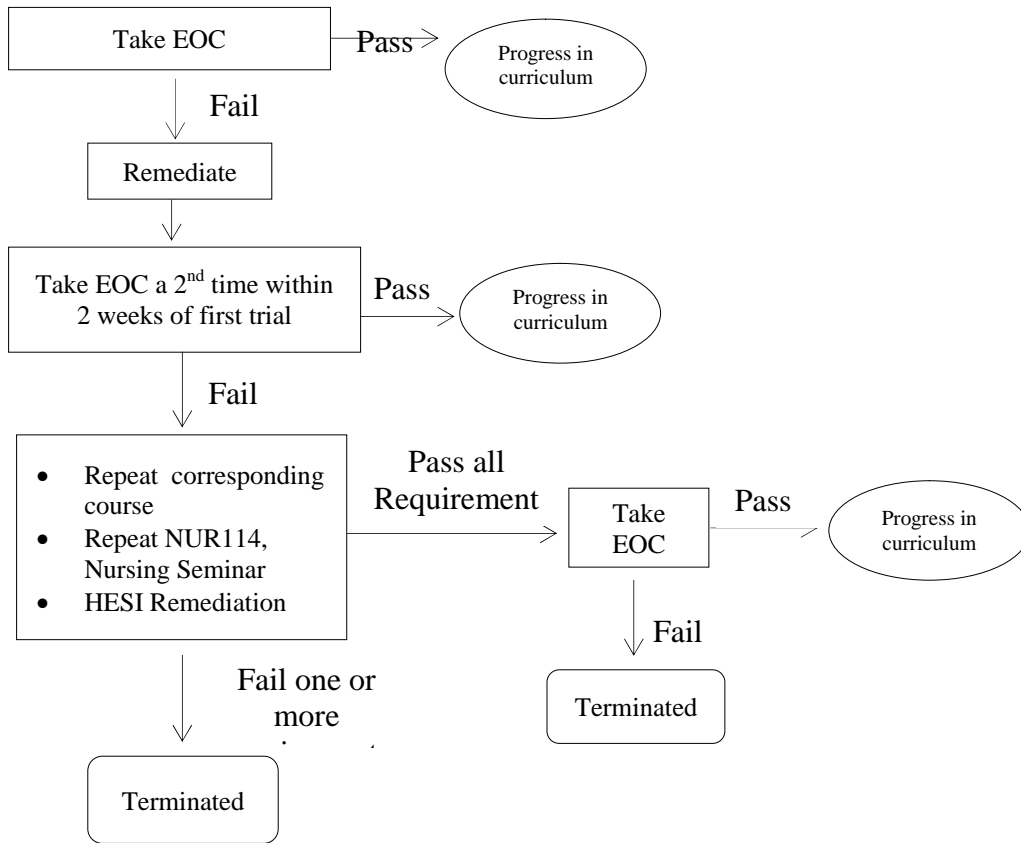 Take EOC
Pass
Progress in
curriculum
Fail
Remediate
Take EOC a 2nd time within
2 weeks of first trial
Pass
Progress in
curriculum
Fail
• Repeat corresponding
course
• Repeat NUR114,
Nursing Seminar
• HESI Remediation
Pass all
Requirement
Take
EOC
Pass
Progress in
curriculum
Fail
Terminated
Fail one or
more
Terminated